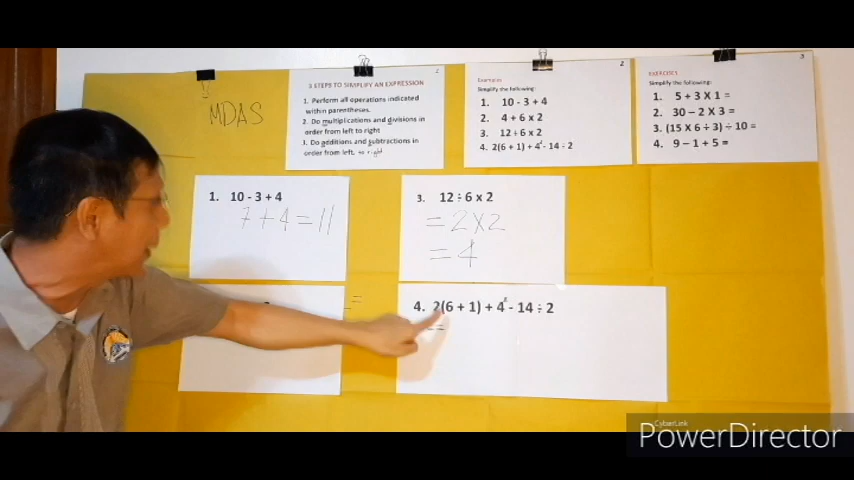 MDAS
1
3 STEPS TO SIMPLIFY AN EXPRESSION
1. Perform all operations indicated
within parentheses.
2. Do multiplications and divisions in
order from left to right
3. Do additions and subtractions in
order from left to right
2
Examples
Simplify the following:
1. 10 - 3 + 4
2. 4 + 6 x 2
3. 12 ÷ 6 x 2
4. 2(6 + 1) + 4² - 14 ÷ 2
3
EXERCISES
Simplify the following:
1. 5 + 3 X 1 =
2. 30 – 2 X 3 =
3. (15 X 6 ÷ 3) ÷ 10 =
4. 9 – 1 + 5 =
1. 10 - 3 + 4
7 + 4 = 11
3. 12 ÷ 6 x 2
= 2 X 2
= 4
=
4. 2(6 + 1) + 4² - 14 ÷ 2
=
CyberLink
PowerDirector